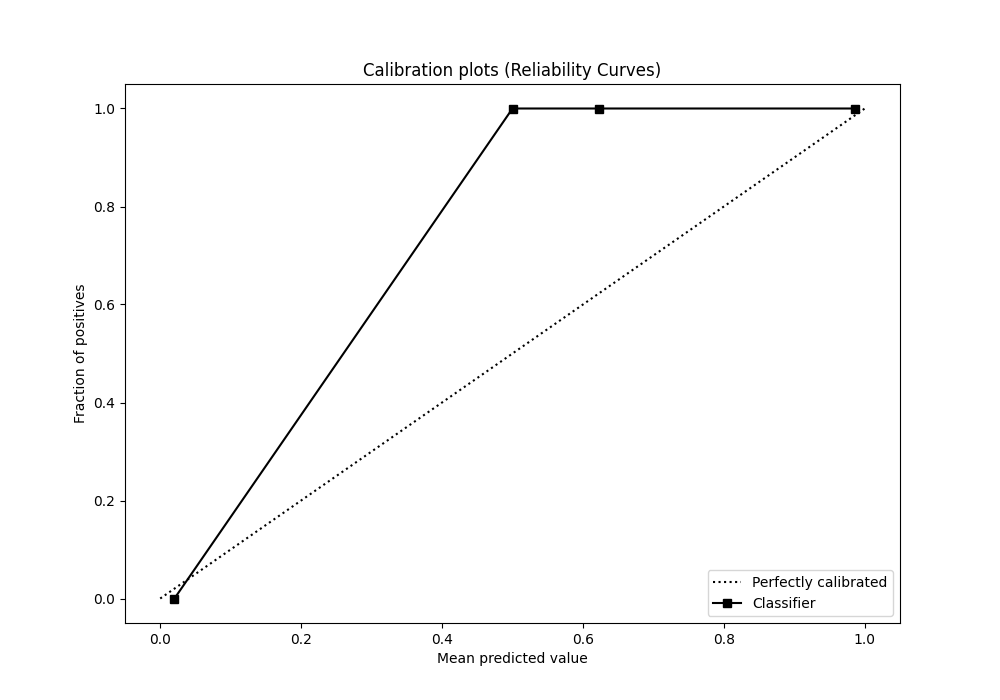 Calibration plots (Reliability Curves)
1.0
0.8
0.6
0.4
0.2
0.0
Fraction of positives
0.0 0.2 0.4 0.6 0.8 1.0
Mean predicted value
Perfectly calibrated
Classifier